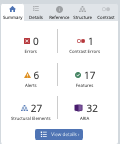 Summary Details Reference Structure Contrast
0 1
Errors Contrast Errors
6 17
Alerts Features
27 32
Structural Elements ARIA
View details ›